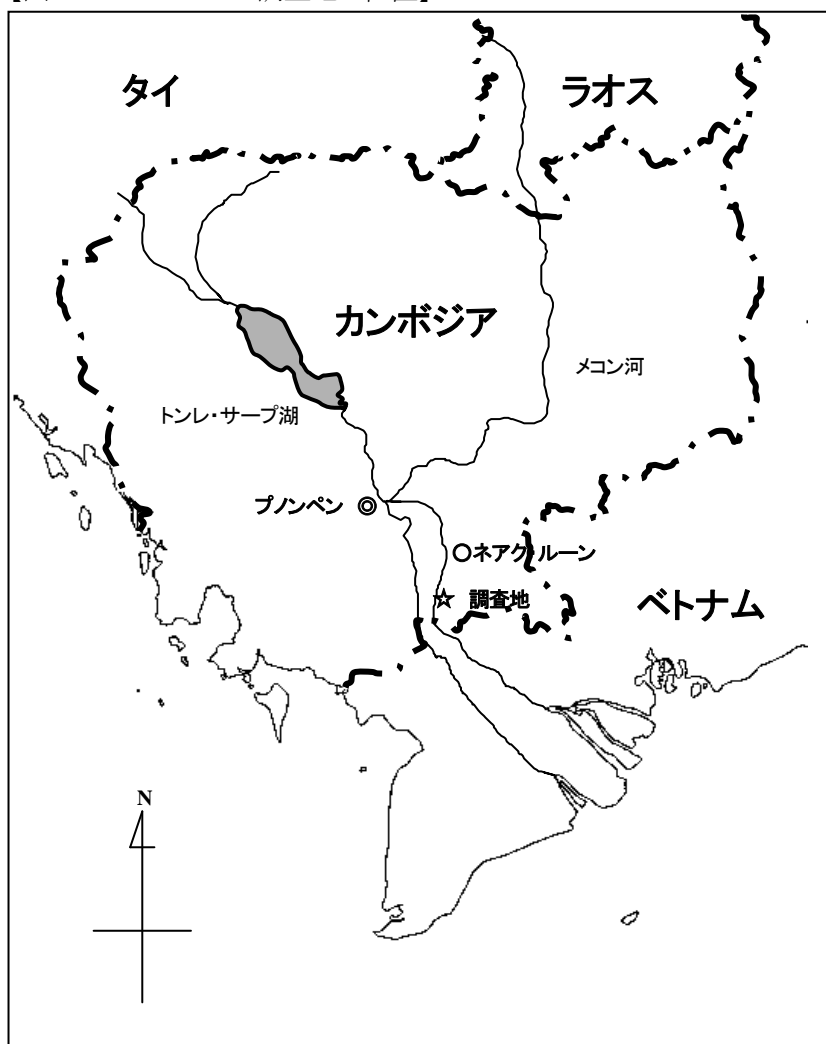 タイ
ラオス
カンボジア
メコン河
トンレ・サープ湖
プノンペン
ネアク・ルーン
調査地
ベトナム
N